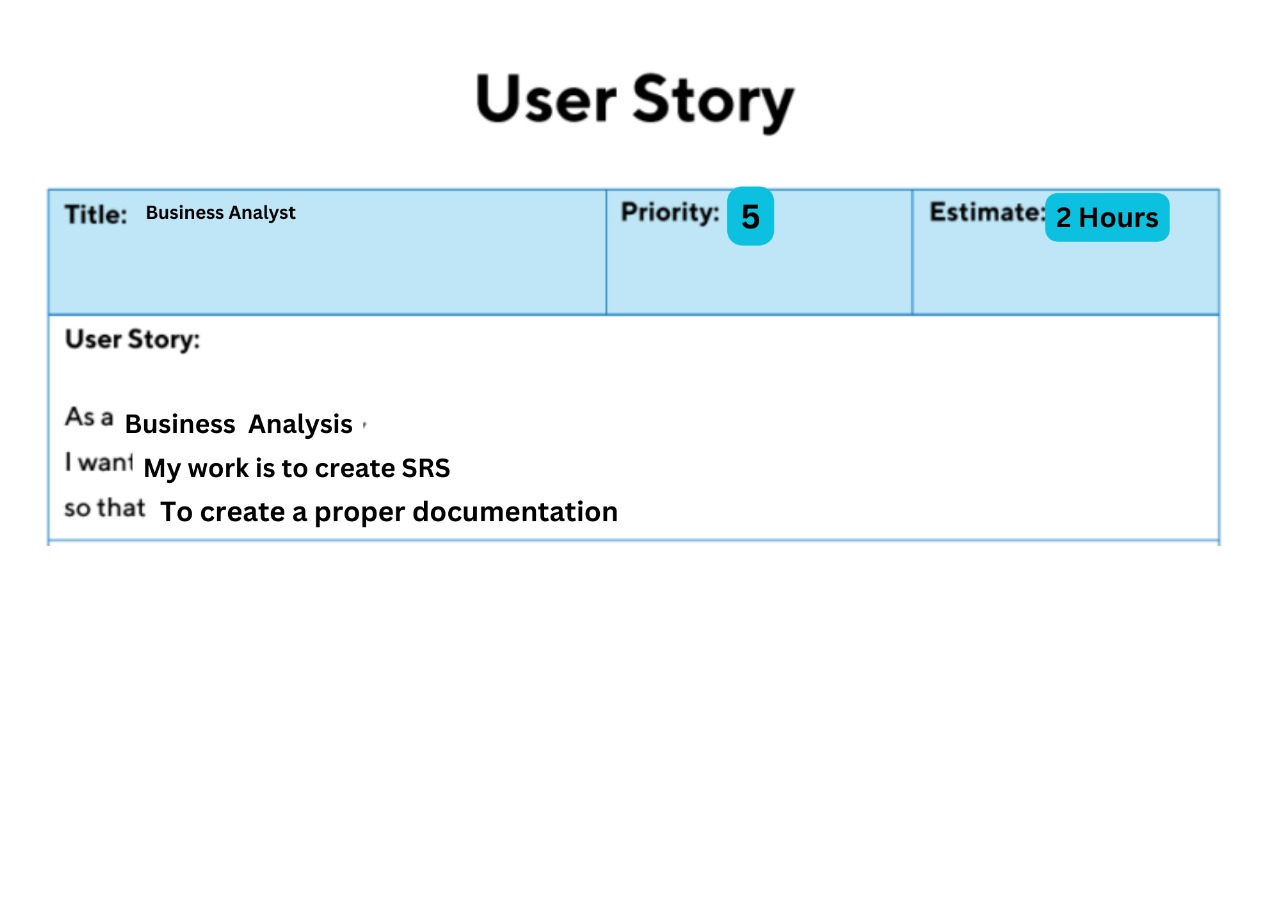 User Story
Title: Business Analyst
Priority: 5
Estimate: 2 Hours
User Story:
As a Business Analysis ,
I want My work is to create SRS
so that To create a proper documentation